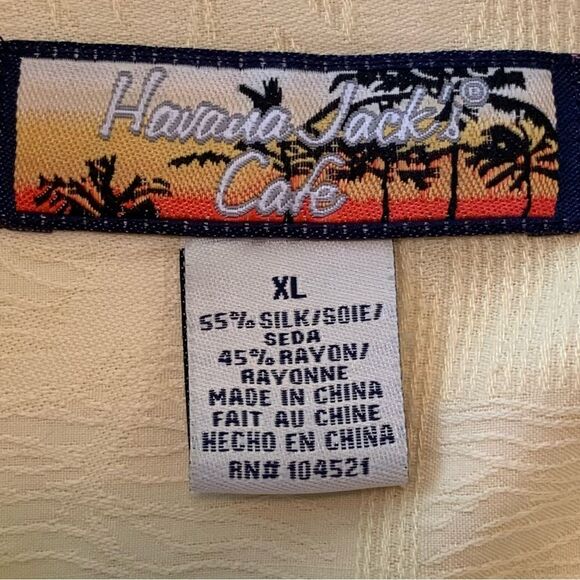 Havana Jack's®
Cafe
XL
55% SILK/SOIE/
SEDA
45% RAYON/
RAYONNE
MADE IN CHINA
FAIT AU CHINE
HECHO EN CHINA
RN# 104521